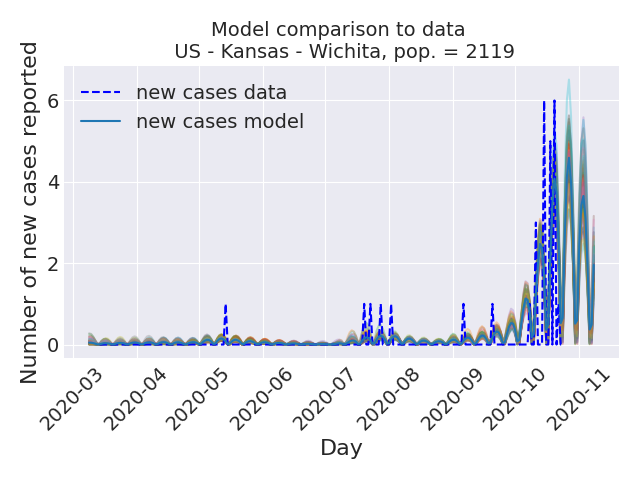 Model comparison to data
US - Kansas - Wichita, pop. = 2119
new cases data
new cases model
Number of new cases reported
6
4
2
0
2020-03
2020-04
2020-05
2020-06
2020-07
2020-08
2020-09
2020-10
2020-11
Day